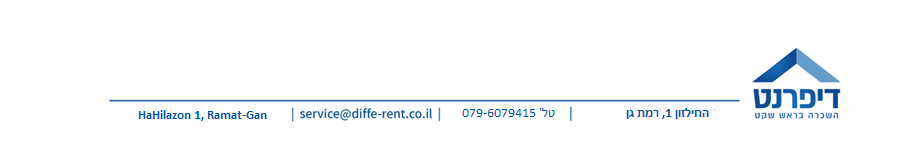 דיפרנט
השכרה בראש שקט
HaHilazon 1, Ramat-Gan | service@diffe-rent.co.il | טל" 079-6079415 | החילזון 1, רמת גן